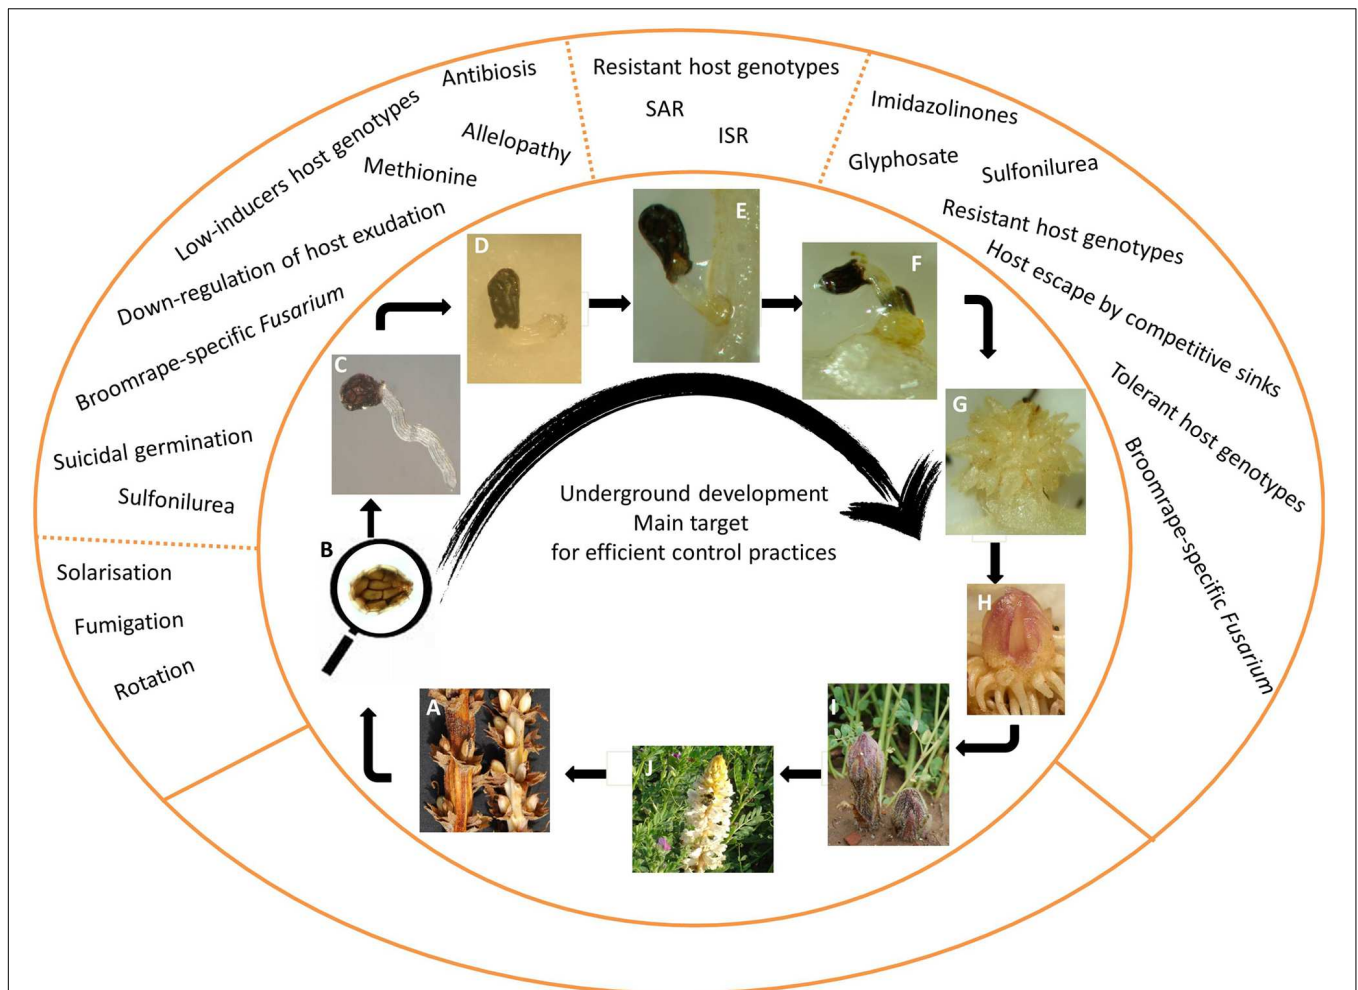 Antibiosis
Low-inducers host genotypes
Allelopathy
Methionine
Down-regulation of host exudation
Broomrape-specific Fusarium
Suicidal germination
Sulfonilurea
Solarisation
Fumigation
Rotation
Resistant host genotypes
SAR
ISR
Imidazolinones
Glyphosate
Sulfonilurea
Resistant host genotypes
Host escape by competitive sinks
Tolerant host genotypes
Broomrape-specific Fusarium
A
B
C
D
E
F
G
H
I
J
Underground development
Main target
for efficient control practices